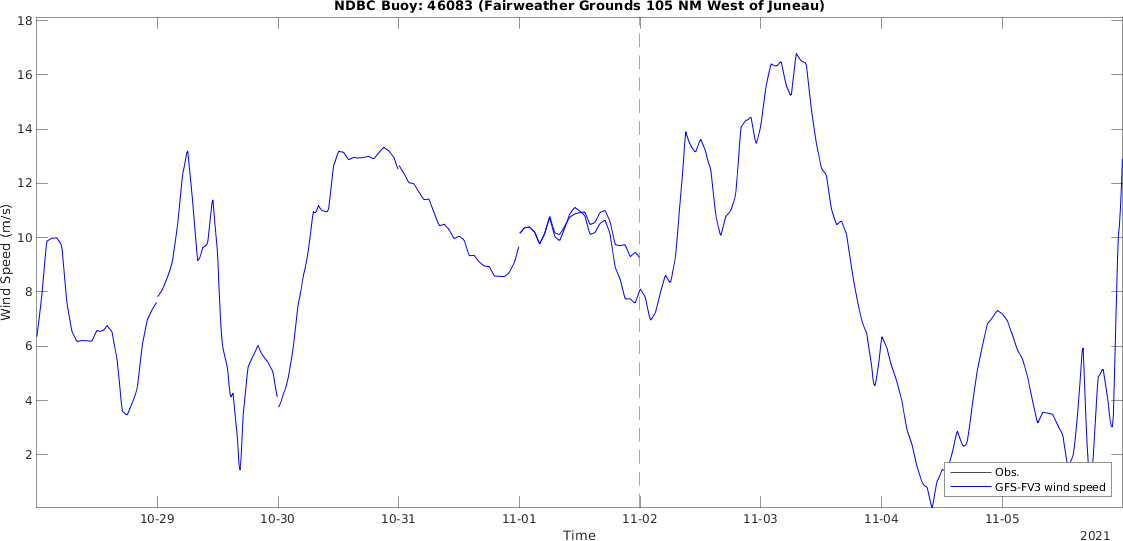 NDBC Buoy: 46083 (Fairweather Grounds 105 NM West of Juneau)
18
16
14
12
10
8
6
4
2
Wind Speed (m/s)
Obs.
GFS-FV3 wind speed
10-29 10-30 10-31 11-01 11-02 11-03 11-04 11-05
Time
2021